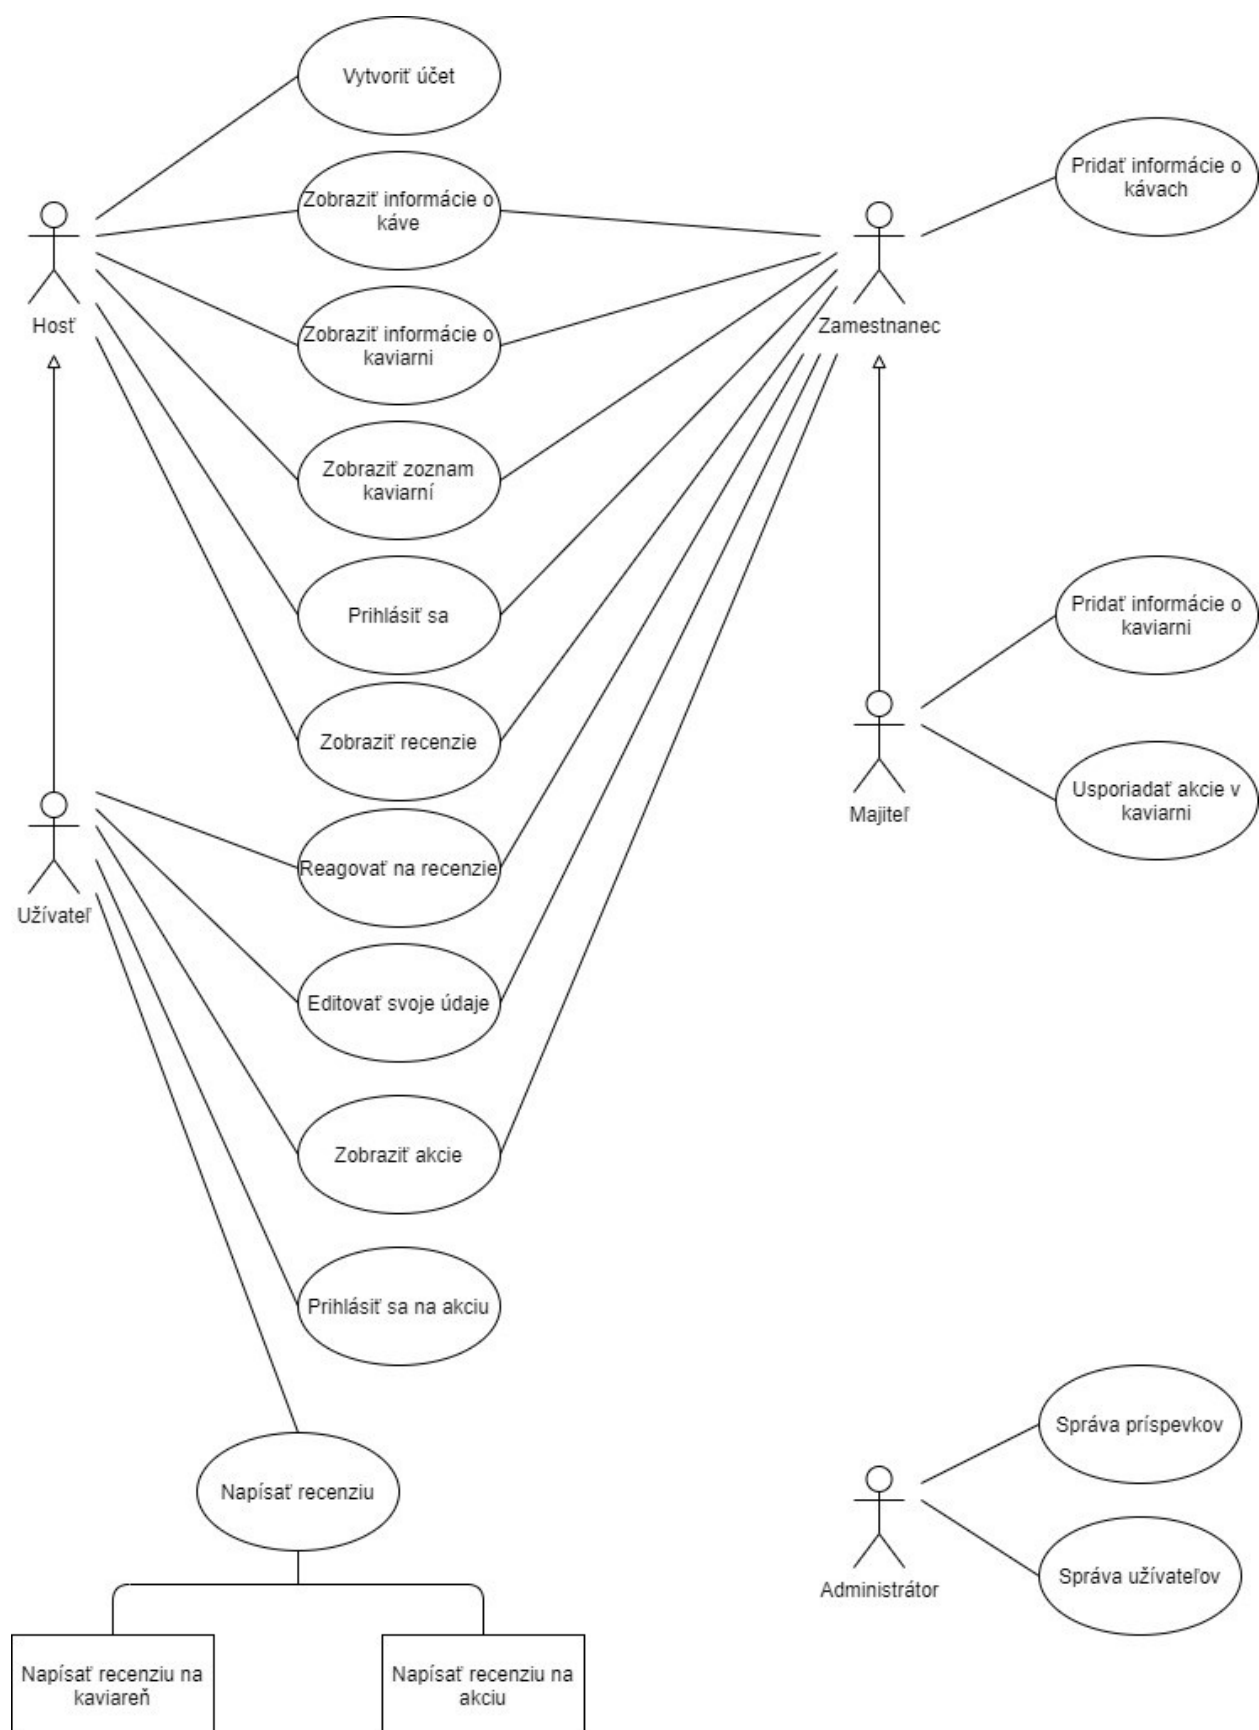 Vytvoriť účet
Zobraziť informácie o
káve
Pridať informácie o
kávach
Hosť
Zamestnanec
Zobraziť informácie o
kaviarni
Zobraziť zoznam
kaviarní
Prihlásiť sa
Pridať informácie o
kaviarni
Zobraziť recenzie
Usporiadať akcie v
kaviarni
Majiteľ
Reagovať na recenzie
Užívateľ
Editovať svoje údaje
Zobraziť akcie
Prihlásiť sa na akciu
Napísať recenziu
Správa príspevkov
Správa užívateľov
Administrátor
Napísať recenziu na
kaviareň
Napísať recenziu na
akciu